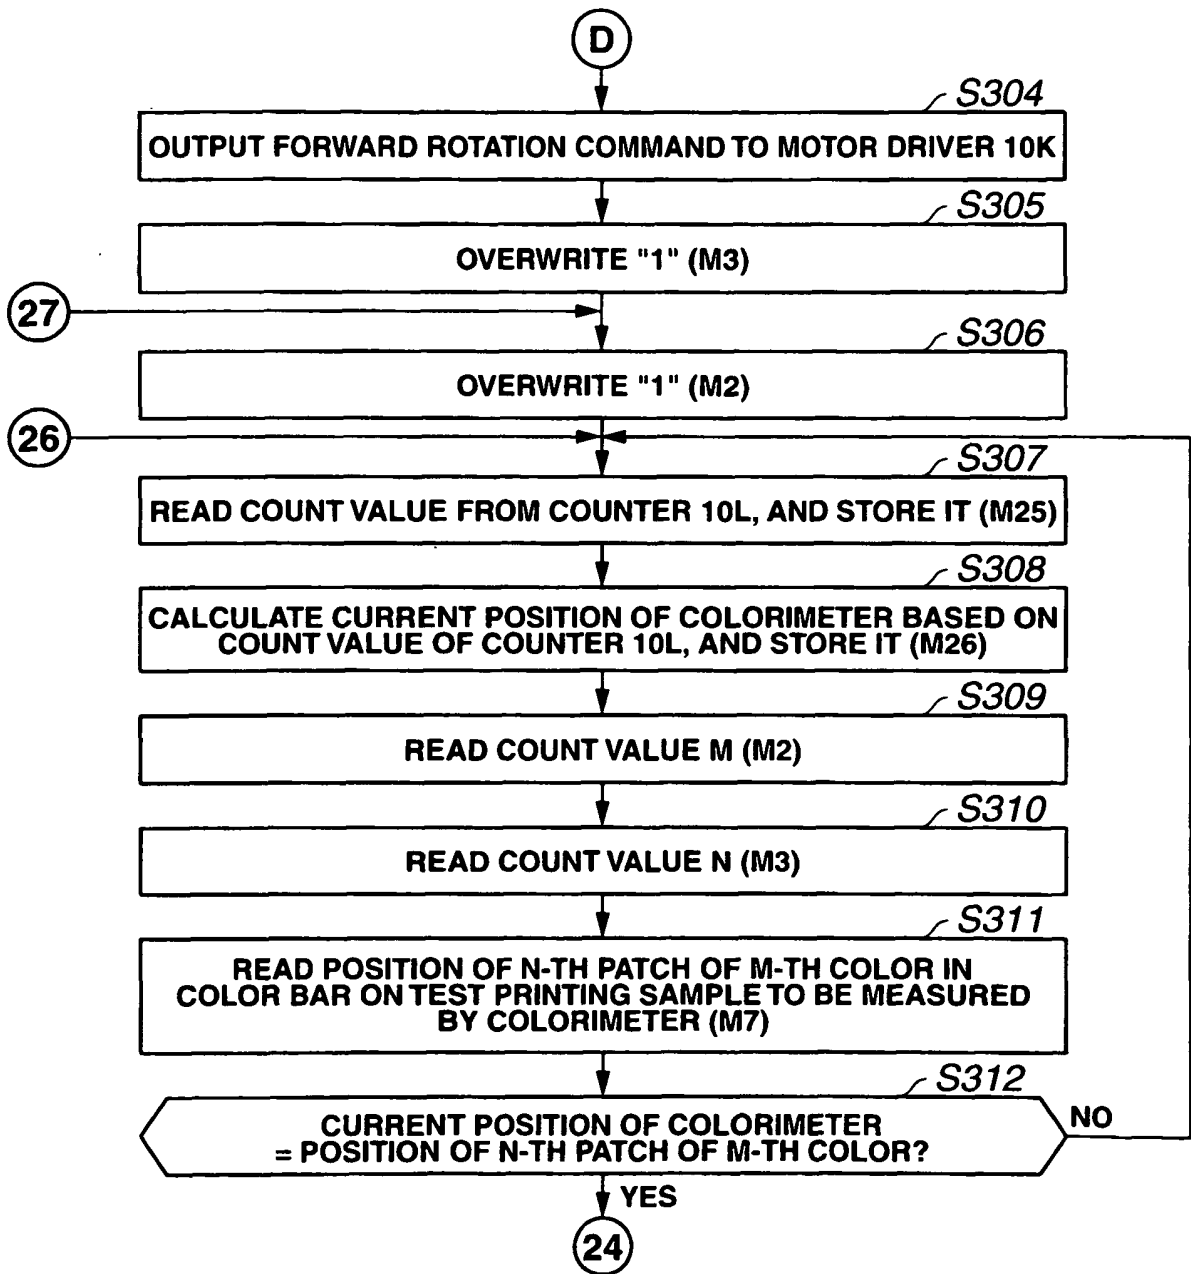 D
S304
OUTPUT FORWARD ROTATION COMMAND TO MOTOR DRIVER 10K
S305
OVERWRITE "1" (M3)
27
S306
OVERWRITE "1" (M2)
26
S307
READ COUNT VALUE FROM COUNTER 10L, AND STORE IT (M25)
S308
CALCULATE CURRENT POSITION OF COLORIMETER BASED ON
COUNT VALUE OF COUNTER 10L, AND STORE IT (M26)
S309
READ COUNT VALUE M (M2)
S310
READ COUNT VALUE N (M3)
S311
READ POSITION OF N-TH PATCH OF M-TH COLOR IN
COLOR BAR ON TEST PRINTING SAMPLE TO BE MEASURED
BY COLORIMETER (M7)
S312
CURRENT POSITION OF COLORIMETER
= POSITION OF N-TH PATCH OF M-TH COLOR?
NO
YES
24